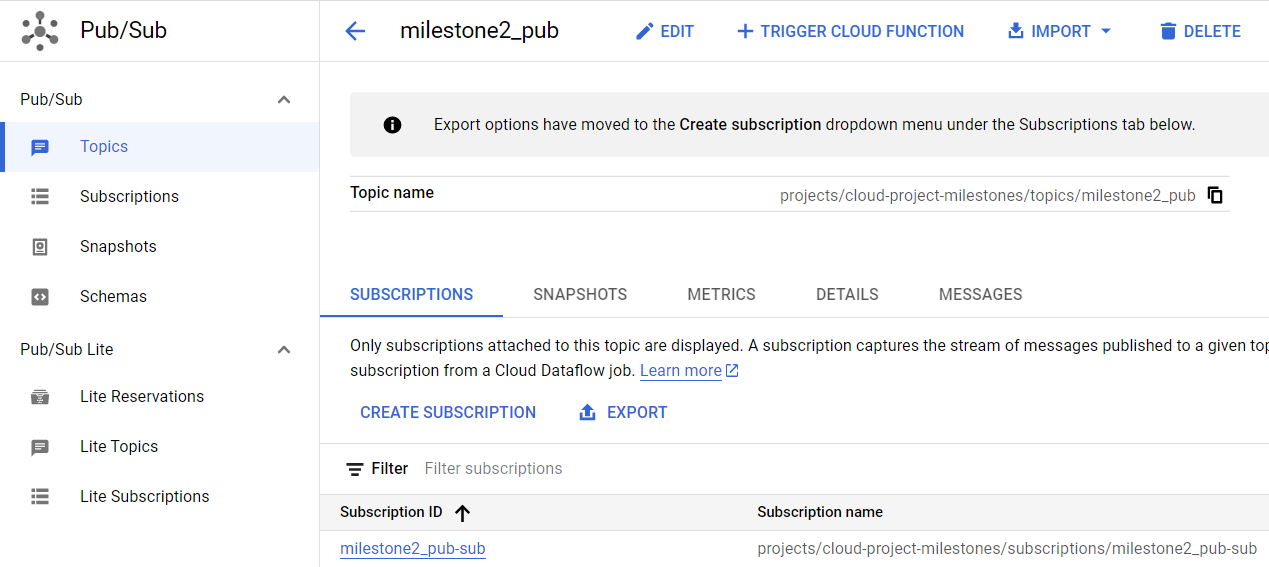 Pub/Sub
milestone2_pub
EDIT
TRIGGER CLOUD FUNCTION
IMPORT
DELETE
Pub/Sub
Topics
Subscriptions
Snapshots
Schemas
Pub/Sub Lite
Lite Reservations
Lite Topics
Lite Subscriptions
Export options have moved to the Create subscription dropdown menu under the Subscriptions tab below.
Topic name
projects/cloud-project-milestones/topics/milestone2_pub
SUBSCRIPTIONS
SNAPSHOTS
METRICS
DETAILS
MESSAGES
Only subscriptions attached to this topic are displayed. A subscription captures the stream of messages published to a given
subscription from a Cloud Dataflow job. Learn more
CREATE SUBSCRIPTION
EXPORT
Filter
Filter subscriptions
Subscription ID
Subscription name
milestone2_pub-sub
projects/cloud-project-milestones/subscriptions/milestone2_pub-sub